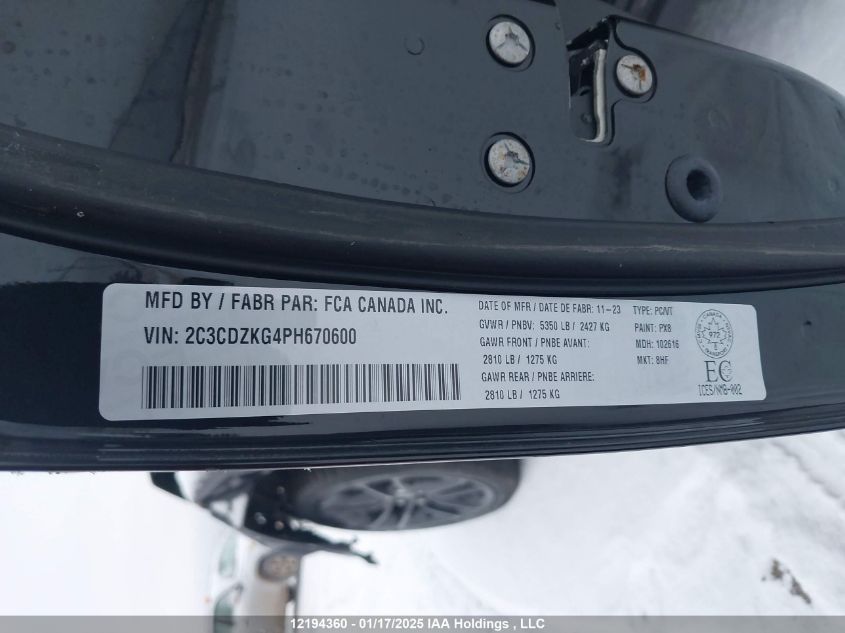 MFD BY / FABR PAR: FCA CANADA INC.
VIN: 2C3CDZKG4PH670600
DATE OF MFR / DATE DE FABR: 11-23
GVWR / PNBV: 5350 LB / 2427 KG
GAWR FRONT / PNBE AVANT:
2810 LB / 1275 KG
GAWR REAR / PNBE ARRIERE:
2810 LB / 1275 KG
TYPE: PC/VT
PAINT: PX8
MDH: 102616
MKT: 8HF
CANADA
972
TRANSPORT
EC
ICES/NMB-002
12194360 - 01/17/2025 IAA Holdings , LLC